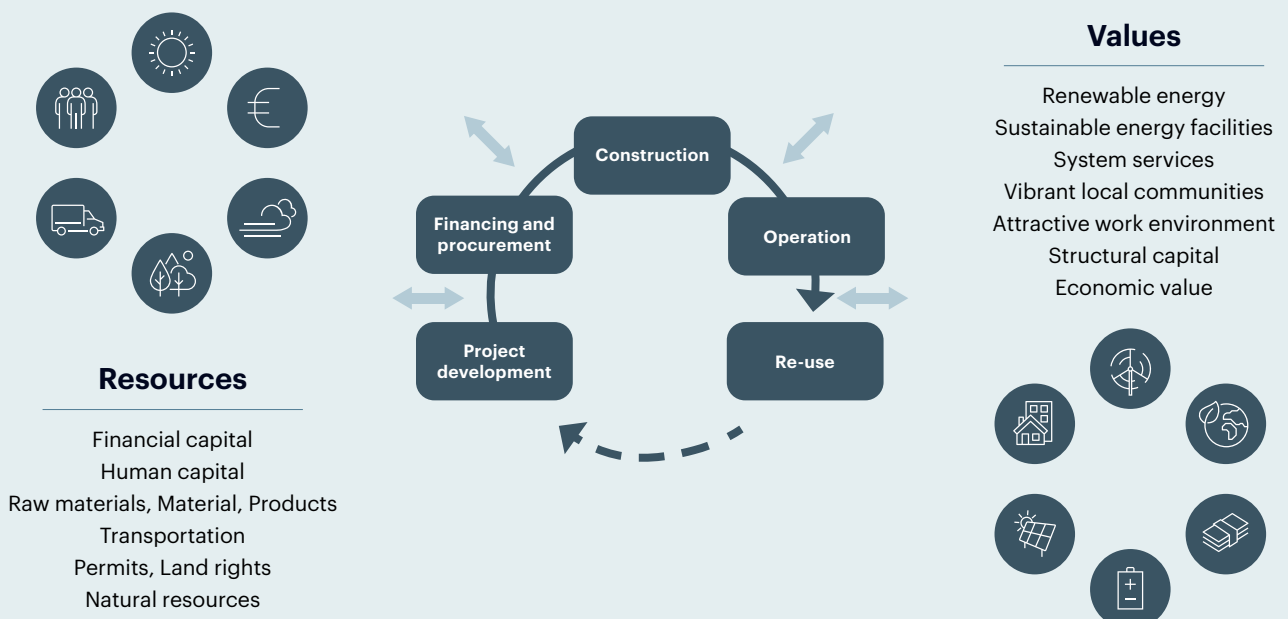 Resources
Financial capital
Human capital
Raw materials, Material, Products
Transportation
Permits, Land rights
Natural resources
Construction
Financing and
procurement
Operation
Project
development
Re-use
Values
Renewable energy
Sustainable energy facilities
System services
Vibrant local communities
Attractive work environment
Structural capital
Economic value